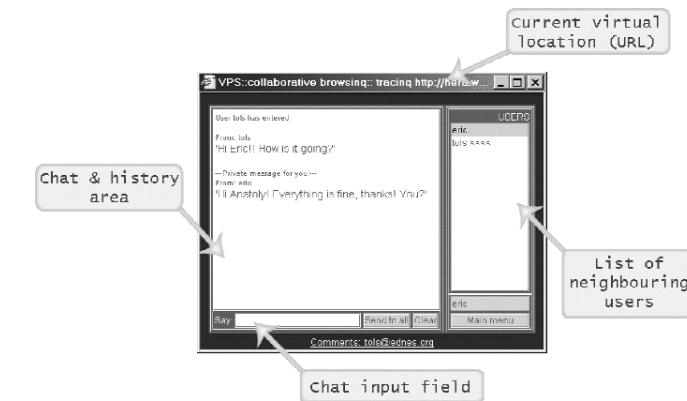 Current virtual
location (URL)
VPS::collaborative browsing:: tracing http://hera.w...
User tols has entered
From: tols
"Hi Eric!! How is it going?"
---Private message for you:---
From: eric
"Hi Anatoly! Everything is fine, thanks! You?"
USERS
eric
tols
Chat & history
area
List of
neighbouring
users
eric
Say:
Send to all
Clear
Main menu
Comments: tols@ednes.org
Chat input field